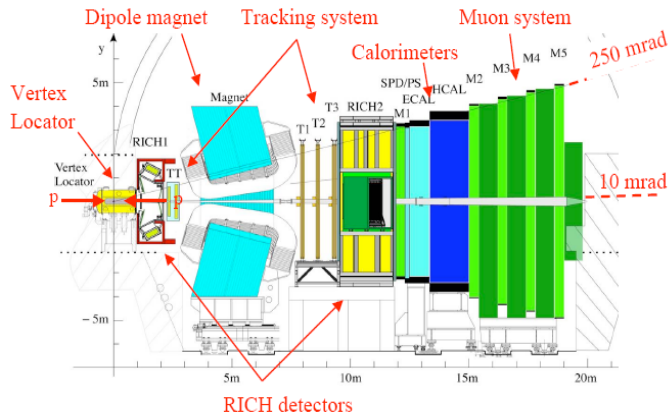 Dipole magnet
Tracking system
Muon system
Calorimeters
250 mrad
y
5m
Vertex
Locator
Magnet
RICH1
TT
T1
T2
T3
RICH2
M1
SPD/PS
ECAL
HCAL
M2
M3
M4
M5
Vertex
Locator
p
p
10 mrad
− 5m
5m
10m
15m
20m
z
RICH detectors